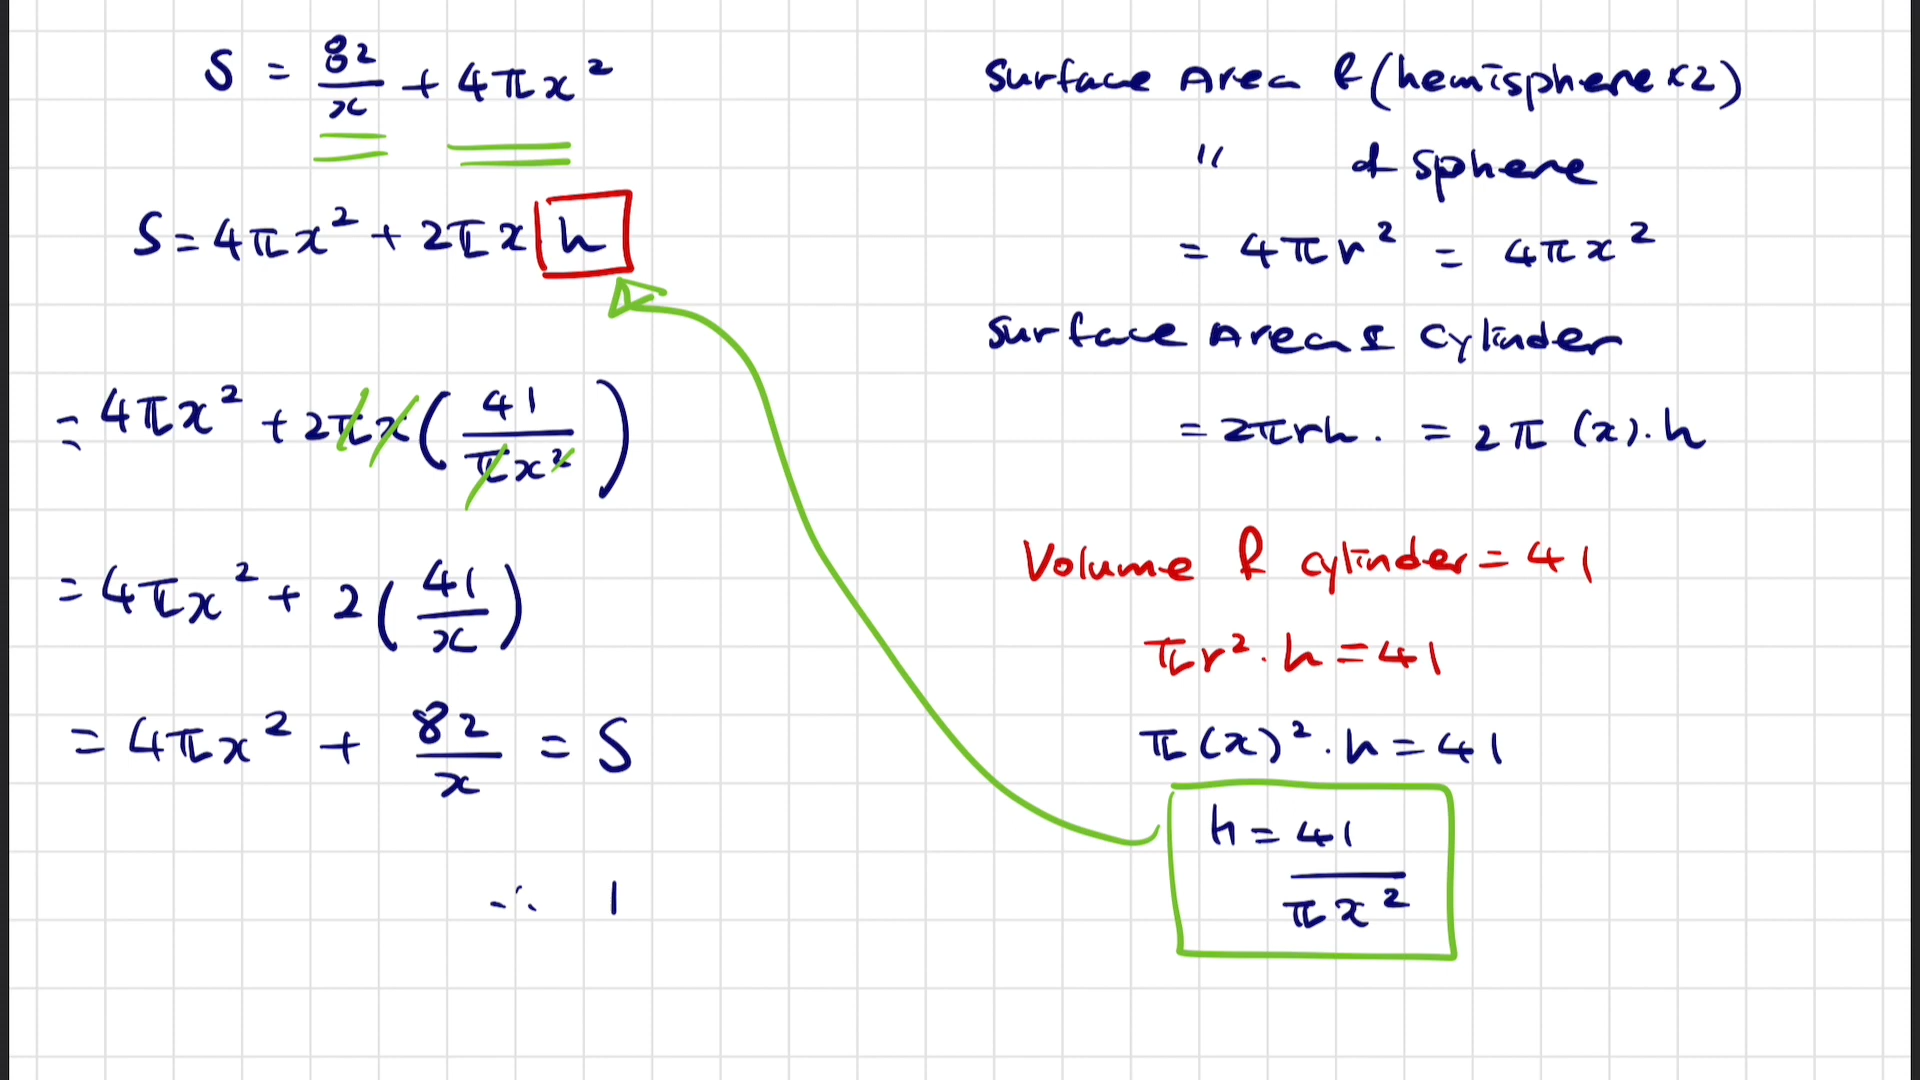 S = 82/x + 4πx²
S = 4πx² + 2πx h
= 4πx² + 2πx (41/πx²)
= 4πx² + 2(41/x)
= 4πx² + 82/x = S
∴ 1
Surface Area of (hemisphere x2)
" of sphere
= 4πr² = 4πx²
Surface Area of cylinder
= 2πrh. = 2π (x).h
Volume of cylinder = 41
πr².h = 41
π(x)².h = 41
h = 41/πx²